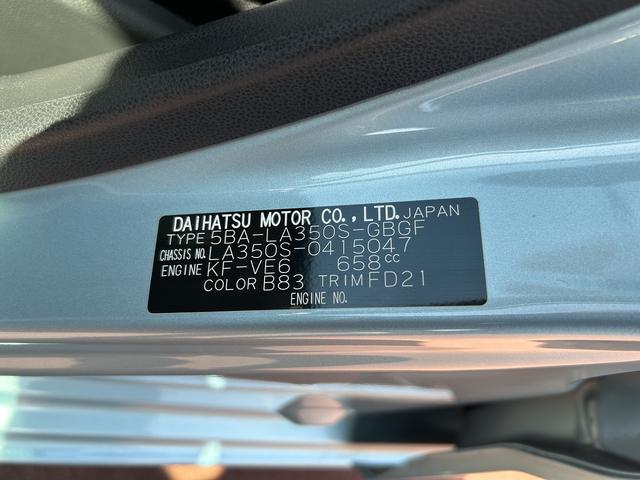 DAIHATSU MOTOR CO.,LTD. JAPAN
TYPE 5BA-LA350S-GBGF
CHASSIS NO. LA350S-0415047
ENGINE KF-VE6 658cc
COLOR B83 TRIM FD21
ENGINE NO.